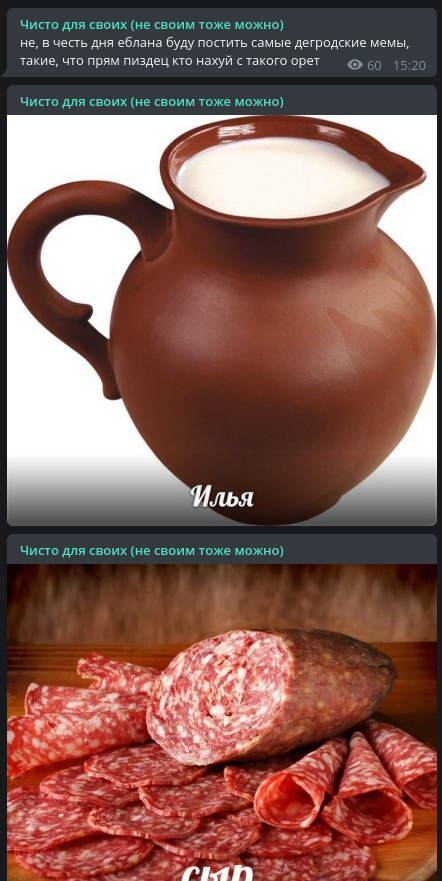 Чисто для своих (не своим тоже можно)
не, в честь дня еблана буду постить самые дегродские мемы,
такие, что прям пиздец кто нахуй с такого орет
60 15:20
Чисто для своих (не своим тоже можно)
Илья
Чисто для своих (не своим тоже можно)
сыр